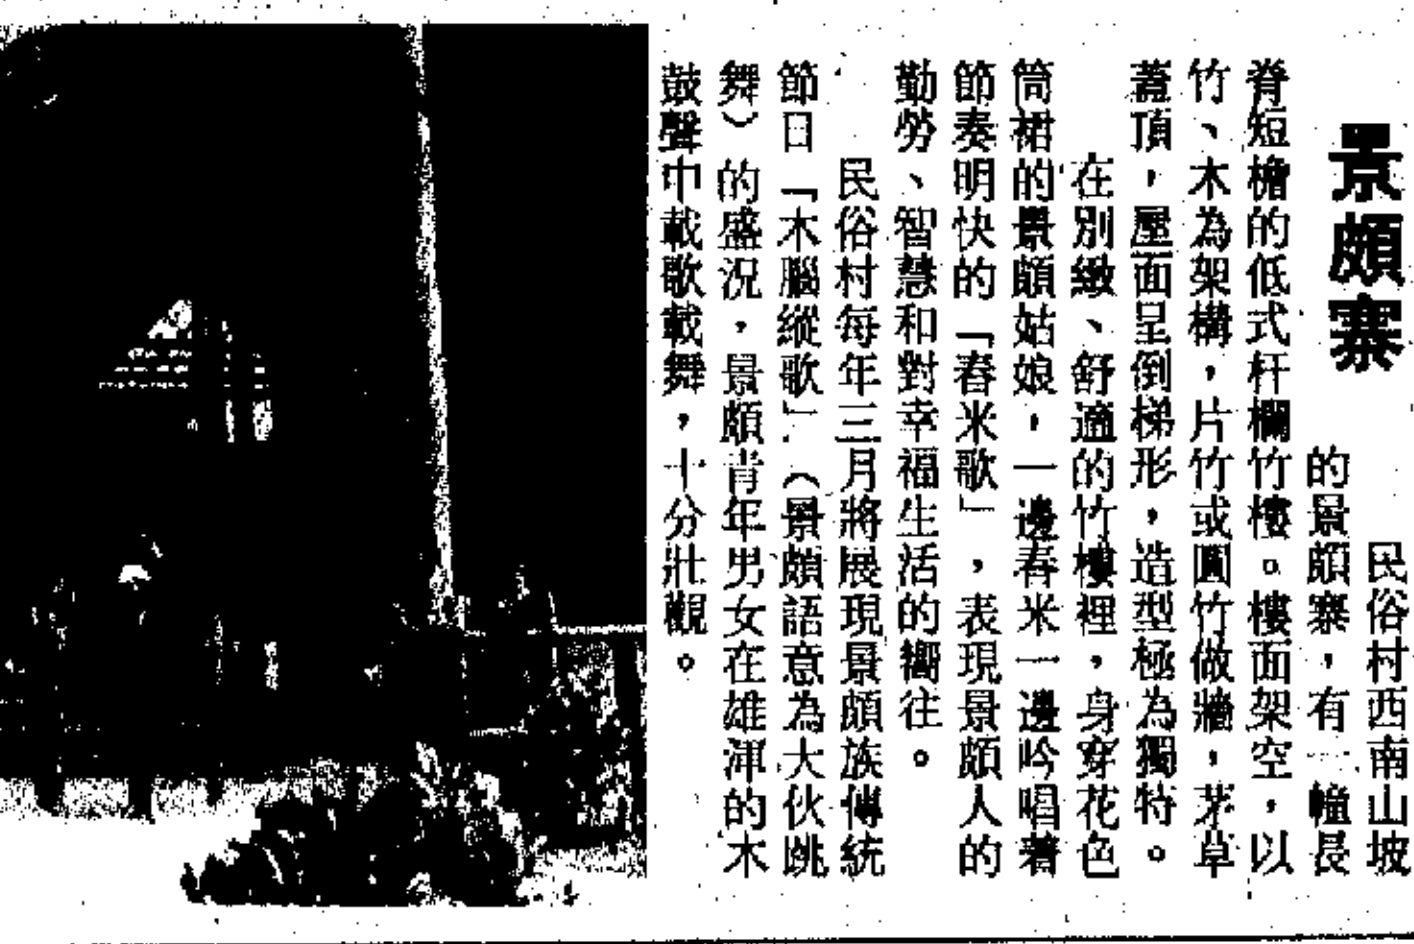 景頗寨
民俗村西南山坡
的景頗寨，有一幢長
脊短檐的低式杆欄竹樓。樓面架空，以
竹、木為架構，片竹或圓竹做牆，茅草
蓋頂，屋面呈倒梯形，造型極為獨特。
在別緻、舒適的竹樓裡，身穿花色
筒裙的景頗姑娘，一邊舂米一邊吟唱着
節奏明快的「舂米歌」，表現景頗人的
勤勞、智慧和對幸福生活的嚮往。
民俗村每年三月將展現景頗族傳統
節日「木腦縱歌」（景頗語意為大伙跳
舞）的盛況，景頗青年男女在雄渾的木
鼓聲中載歌載舞，十分壯觀。